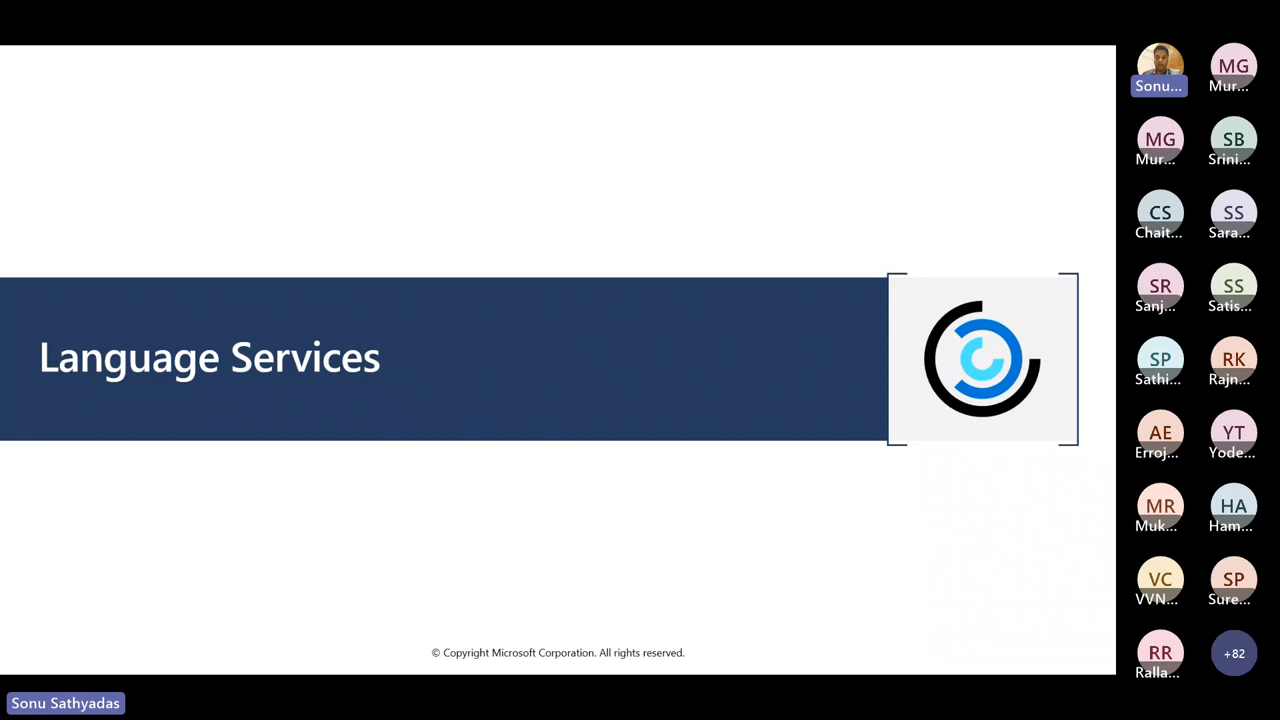 Language Services
© Copyright Microsoft Corporation. All rights reserved.
Sonu Sathyadas
Sonu...
MG
Mur...
MG
Mur...
SB
Srini...
CS
Chait...
SS
Sara...
SR
Sanj...
SS
Satis...
SP
Sathi...
RK
Rajn...
AE
Erroj...
YT
Yode...
MR
Muk...
HA
Ham...
VC
VVN...
SP
Sure...
RR
Ralla...
+82